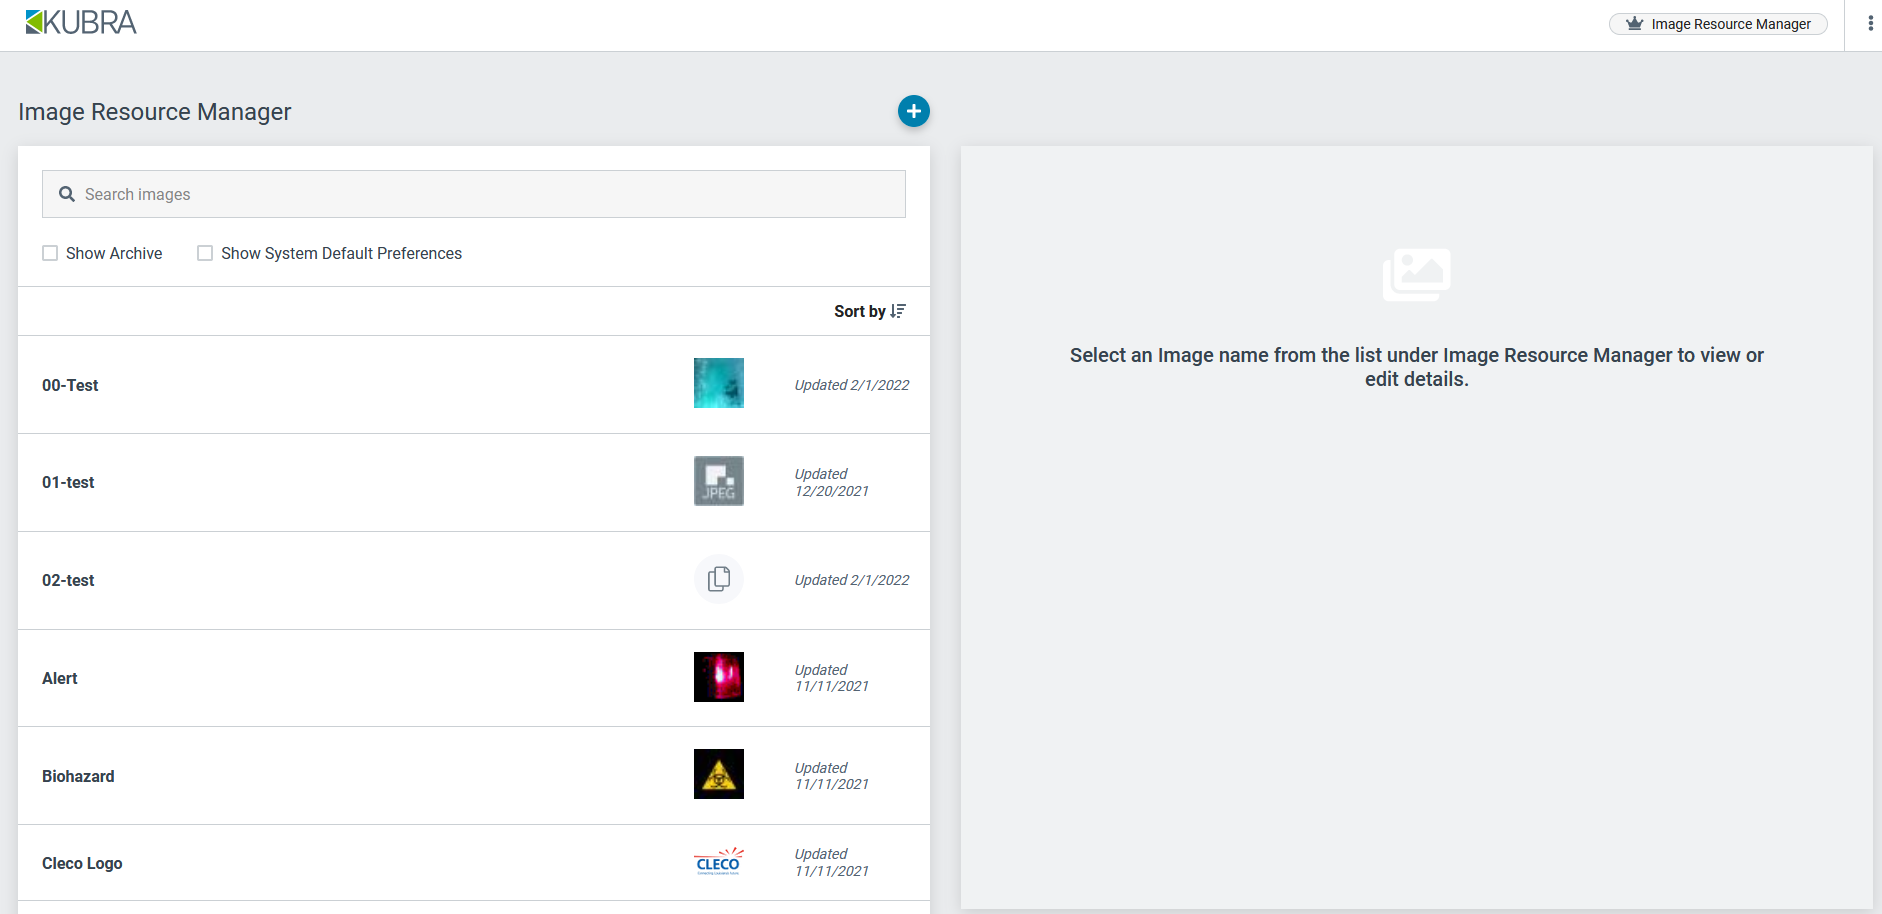 KUBRA
Image Resource Manager
Image Resource Manager
Search images
Show Archive
Show System Default Preferences
Sort by
00-Test
Updated 2/1/2022
01-test
JPEG
Updated
12/20/2021
02-test
Updated 2/1/2022
Alert
Updated
11/11/2021
Biohazard
Updated
11/11/2021
Cleco Logo
CLECO
Updated
11/11/2021
Select an Image name from the list under Image Resource Manager to view or
edit details.